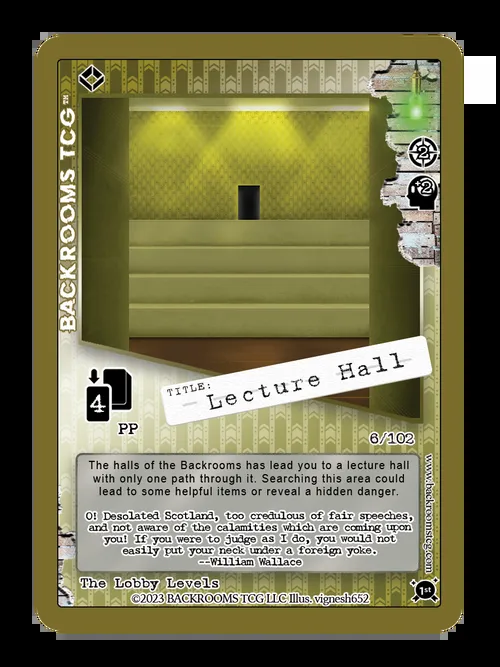 BACKROOMS TCG™
2
+2
TITLE:
Lecture Hall
4
PP
6/102
The halls of the Backrooms has lead you to a lecture hall
with only one path through it. Searching this area could
lead to some helpful items or reveal a hidden danger.
O! Desolated Scotland, too credulous of fair speeches,
and not aware of the calamities which are coming upon
you! If you were to judge as I do, you would not
easily put your neck under a foreign yoke.
--William Wallace
www.backroomstcg.com
The Lobby Levels
©2023 BACKROOMS TCG LLC Illus. vignesh652
1st